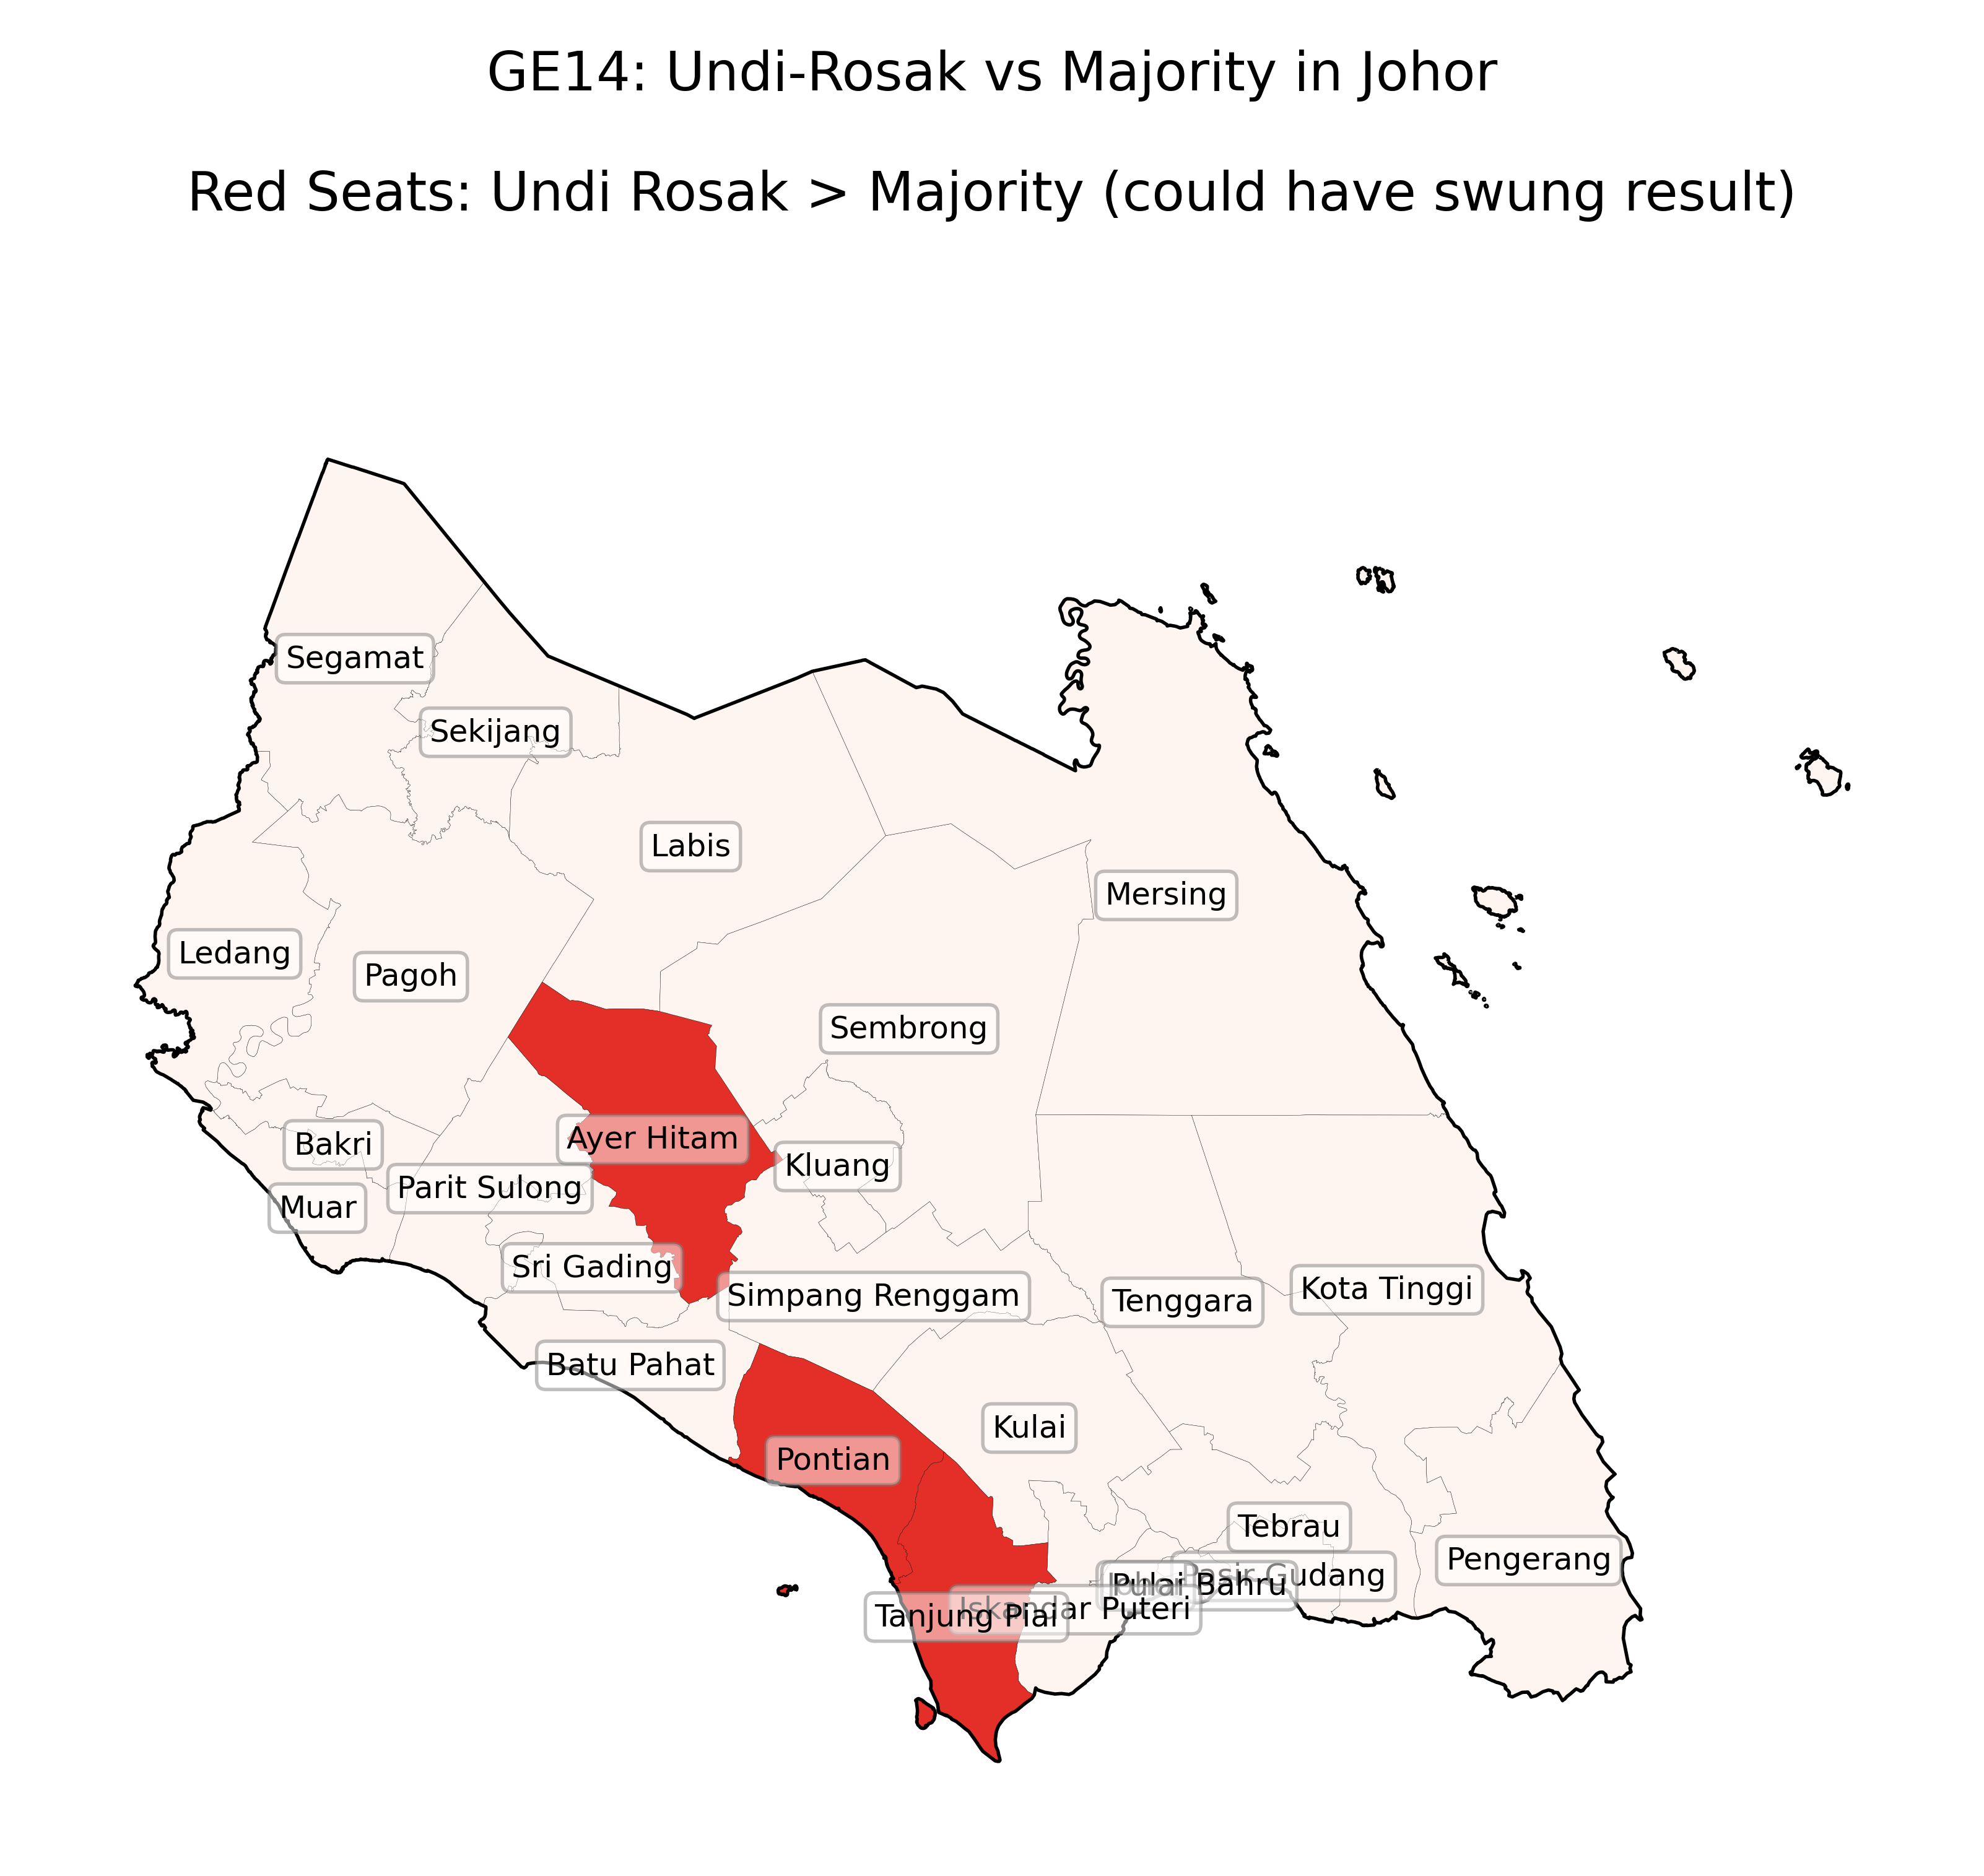 GE14: Undi-Rosak vs Majority in Johor
Red Seats: Undi Rosak > Majority (could have swung result)
Segamat
Sekijang
Labis
Mersing
Ledang
Pagoh
Sembrong
Ayer Hitam
Bakri
Kluang
Parit Sulong
Muar
Sri Gading
Simpang Renggam
Tenggara
Kota Tinggi
Batu Pahat
Kulai
Pontian
Tebrau
Pengerang
Pasir Gudang
Pulai
Bahru
Iskandar Puteri
Tanjung Piai